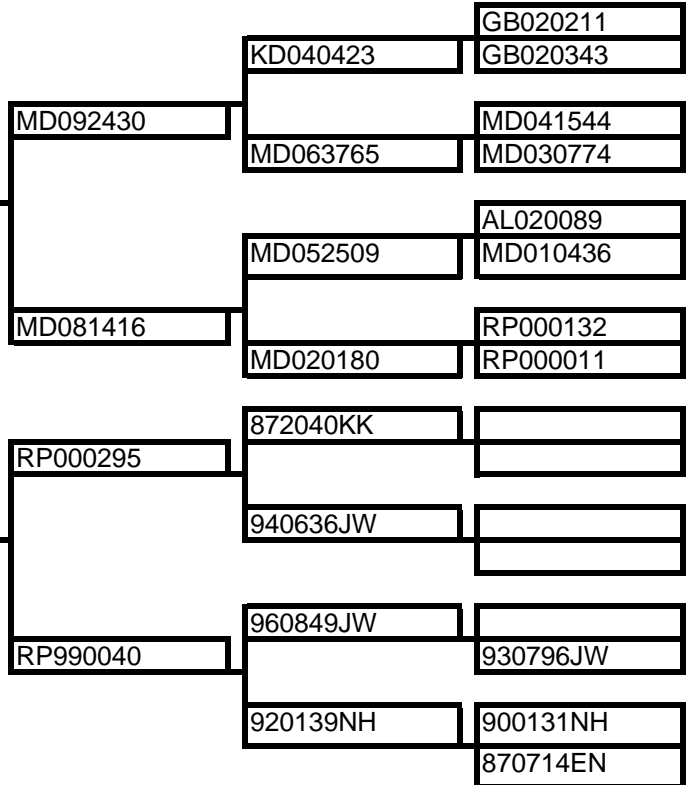 GB020211
KD040423
GB020343
MD092430
MD041544
MD063765
MD030774
AL020089
MD052509
MD010436
MD081416
RP000132
MD020180
RP000011
872040KK
RP000295
940636JW
960849JW
RP990040
930796JW
920139NH
900131NH
870714EN